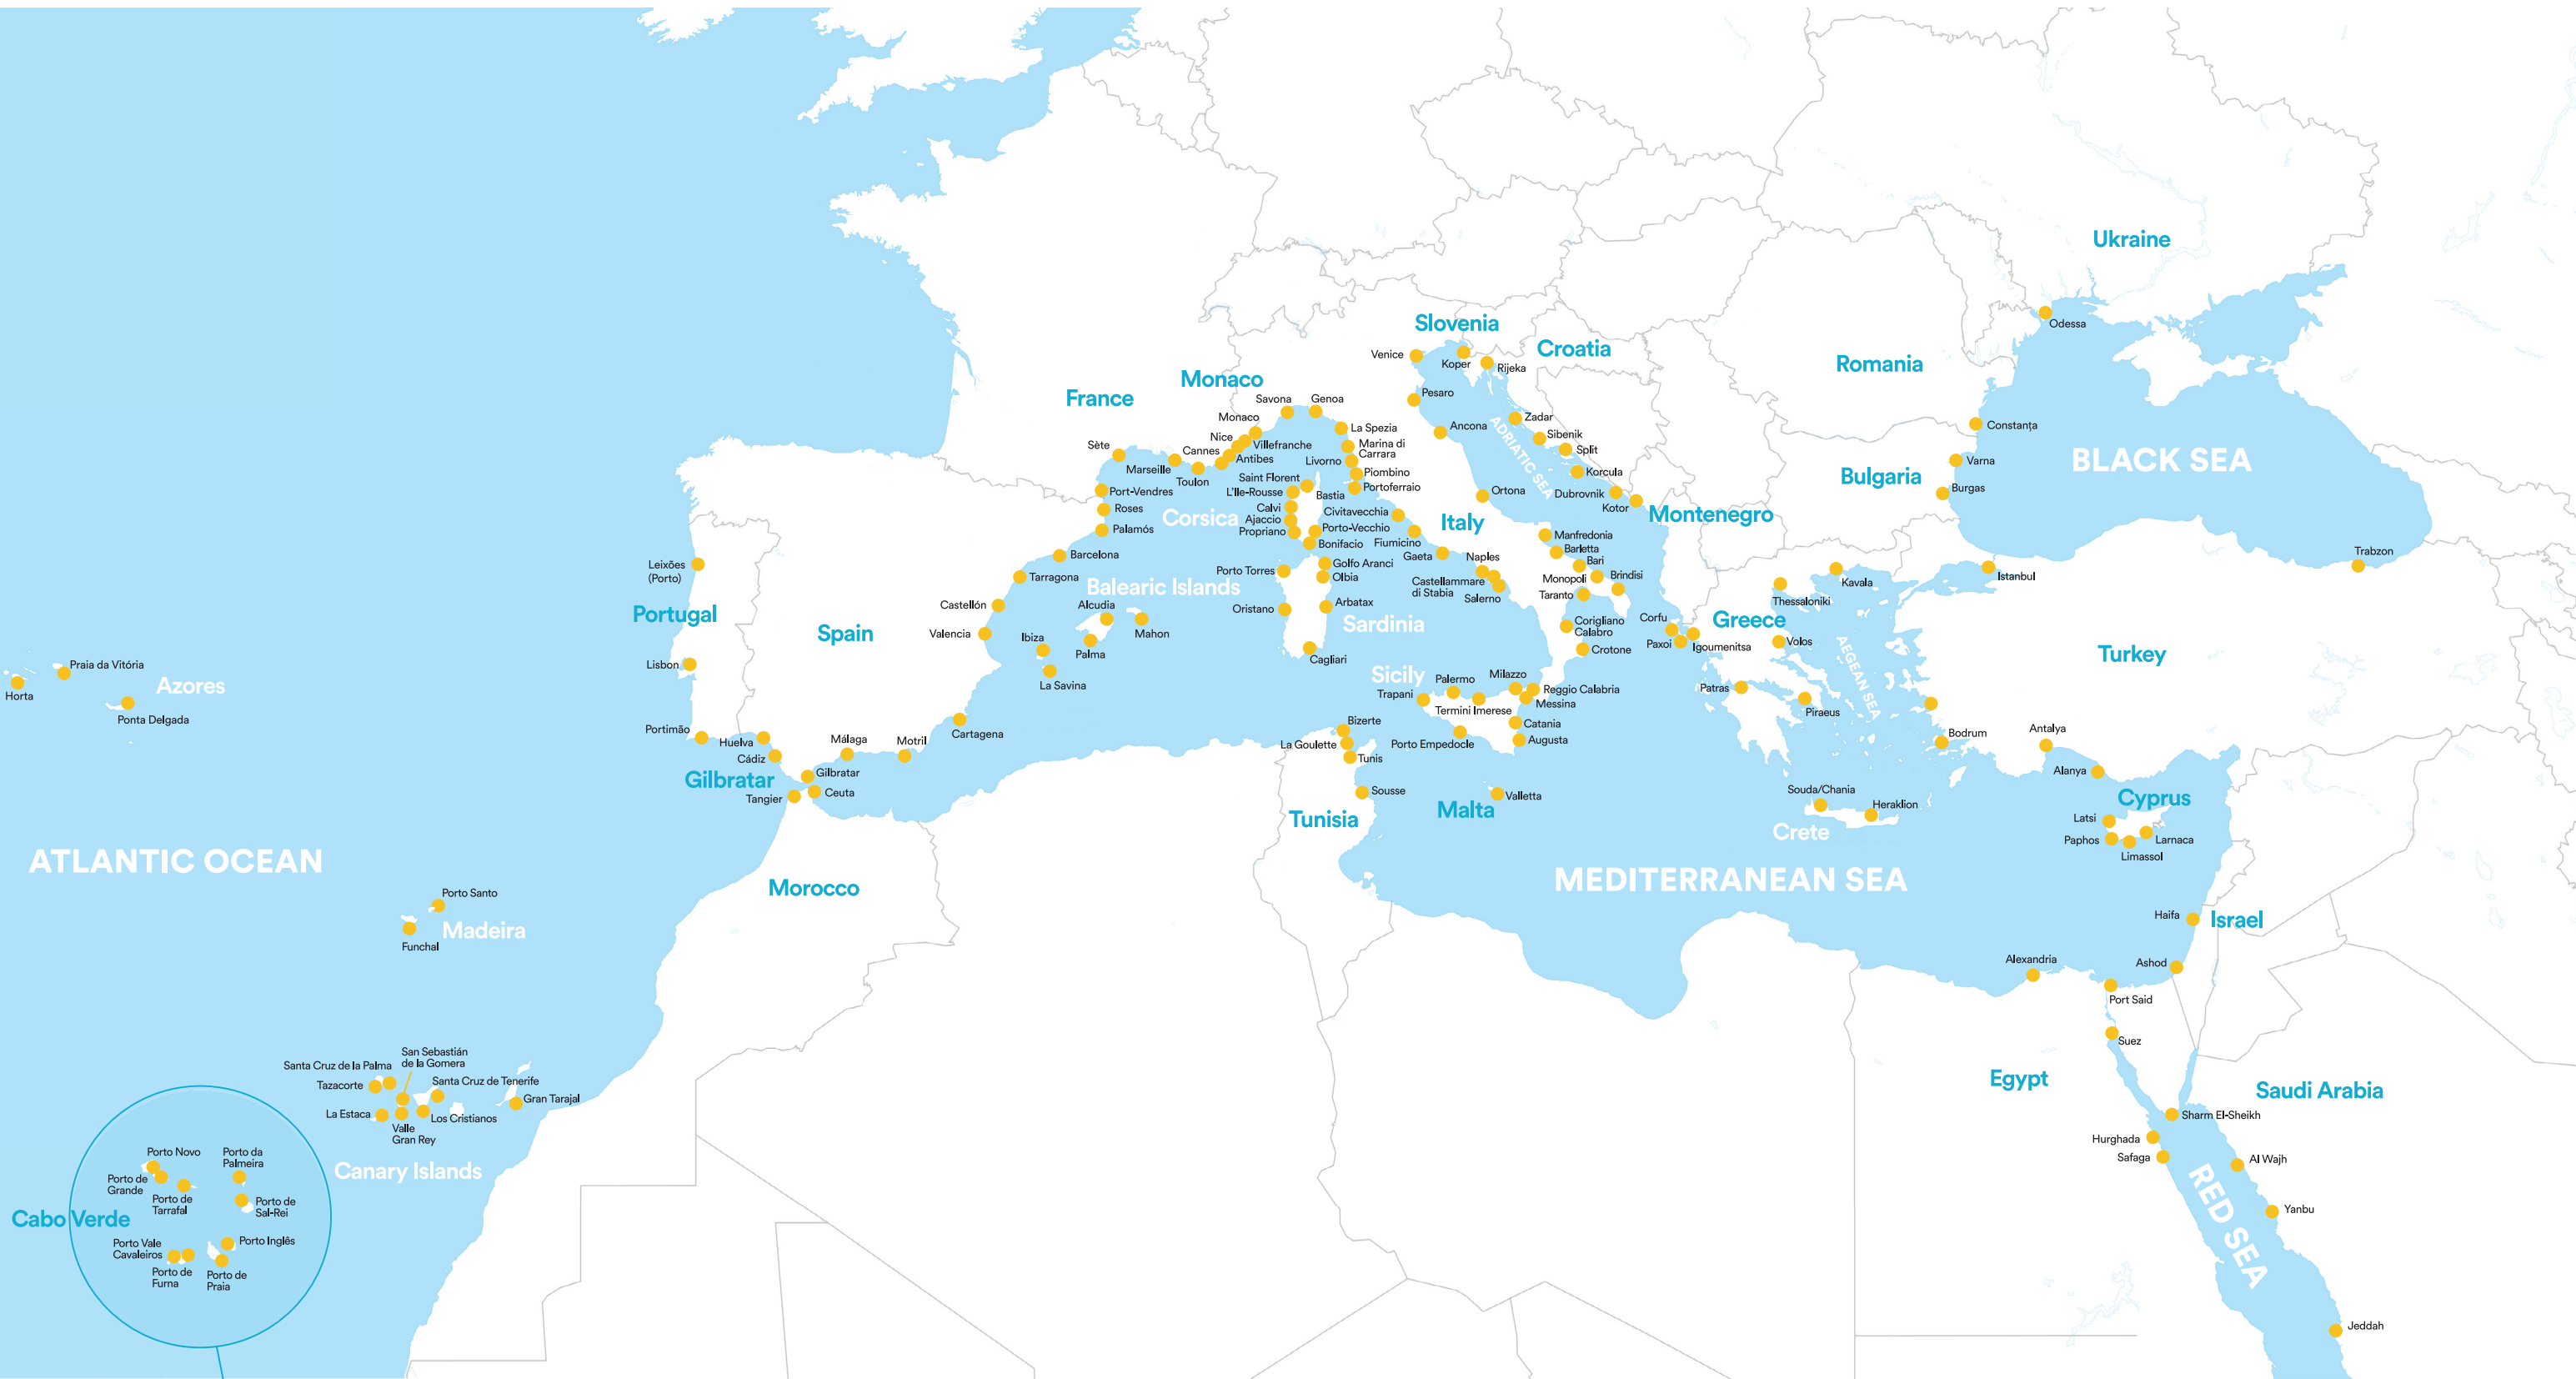 Ukraine
Odessa
Slovenia
Croatia
Venice
Koper
Rijeka
Romania
Monaco
France
Pesaro
Savona
Genoa
Monaco
Zadar
Ancona
La Spezia
Constanţa
ADRIATIC SEA
Sibenik
Nice
Villefranche
Marina di
Carrara
Sète
Cannes
Antibes
Livorno
Split
BLACK SEA
Varna
Marseille
Toulon
Piombino
Korcula
Bulgaria
Saint Florent
Portoferraio
Burgas
Port-Vendres
L'Ile-Rousse
Bastia
Ortona
Dubrovnik
Kotor
Roses
Calvi
Civitavecchia
Montenegro
Corsica
Ajaccio
Italy
Palamós
Propriano
Porto-Vecchio
Manfredonia
Bonifacio
Fiumicino
Barletta
Barcelona
Gaeta
Naples
Bari
Trabzon
Leixões
(Porto)
Golfo Aranci
Porto Torres
Olbia
Monopoli
Brindisi
Istanbul
Tarragona
Castellammare
di Stabia
Kavala
Balearic Islands
Salerno
Taranto
Thessaloniki
Castellón
Alcudia
Oristano
Arbatax
Portugal
Spain
Valencia
Mahon
Sardinia
Corigliano
Calabro
Corfu
Greece
Ibiza
Palma
Paxoi
Igoumenitsa
Volos
Crotone
AEGEAN SEA
Turkey
Lisbon
Cagliari
Praia da Vitória
Azores
La Savina
Sicily
Palermo
Milazzo
Horta
Trapani
Reggio Calabria
Patras
Messina
Termini Imerese
Piraeus
Ponta Delgada
Bizerte
Catania
Portimão
Huelva
Málaga
Motril
Cartagena
La Goulette
Porto Empedocle
Augusta
Bodrum
Antalya
Cádiz
Tunis
Gilbratar
Gilbratar
Alanya
Tangier
Ceuta
Sousse
Valletta
Souda/Chania
Malta
Heraklion
Cyprus
Tunisia
Crete
Latsi
Paphos
Larnaca
Limassol
ATLANTIC OCEAN
Morocco
MEDITERRANEAN SEA
Porto Santo
Madeira
Funchal
Haifa
Israel
Alexandria
Ashod
Port Said
Suez
San Sebastián
de la Gomera
Santa Cruz de la Palma
Tazacorte
Santa Cruz de Tenerife
Gran Tarajal
La Estaca
Los Cristianos
Valle
Gran Rey
Egypt
Saudi Arabia
Sharm El-Sheikh
Hurghada
Safaga
Al Wajh
Canary Islands
Porto Novo
Porto da
Palmeira
Porto de
Grande
Porto de
Tarrafal
Porto de
Sal-Rei
Cabo Verde
Porto Vale
Cavaleiros
Porto Inglês
Porto de
Furna
Porto de
Praia
RED SEA
Yanbu
Jeddah